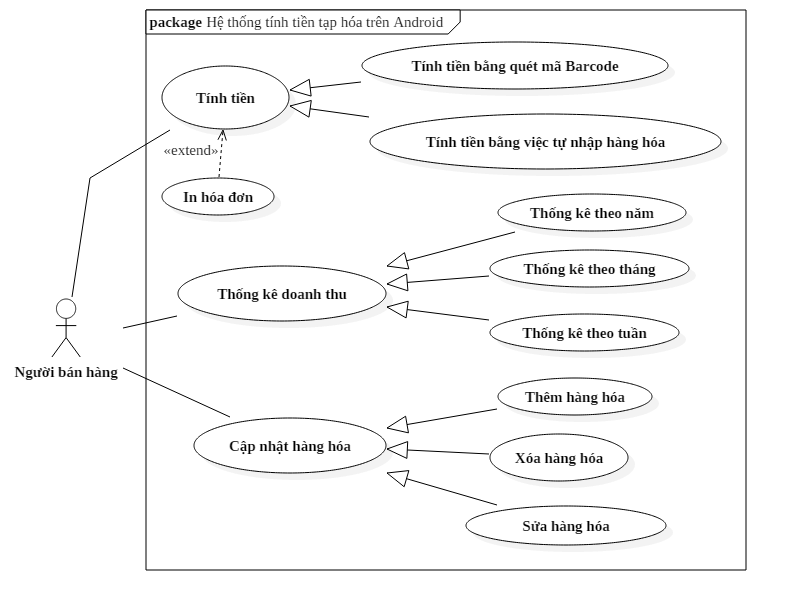 package Hệ thống tính tiền tạp hóa trên Android
Tính tiền bằng quét mã Barcode
Tính tiền
Tính tiền bằng việc tự nhập hàng hóa
«extend»
In hóa đơn
Thống kê theo năm
Thống kê theo tháng
Thống kê doanh thu
Thống kê theo tuần
Người bán hàng
Thêm hàng hóa
Cập nhật hàng hóa
Xóa hàng hóa
Sửa hàng hóa